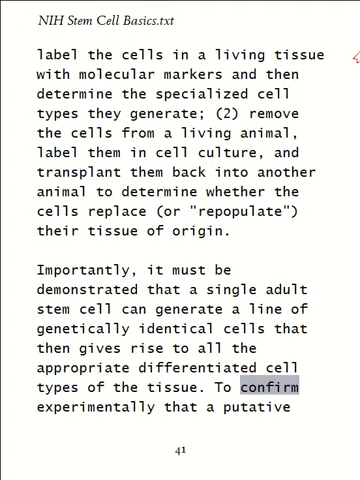 NIH Stem Cell Basics.txt
label the cells in a living tissue
with molecular markers and then
determine the specialized cell
types they generate; (2) remove
the cells from a living animal,
label them in cell culture, and
transplant them back into another
animal to determine whether the
cells replace (or "repopulate")
their tissue of origin.
Importantly, it must be
demonstrated that a single adult
stem cell can generate a line of
genetically identical cells that
then gives rise to all the
appropriate differentiated cell
types of the tissue. To confirm
experimentally that a putative
41